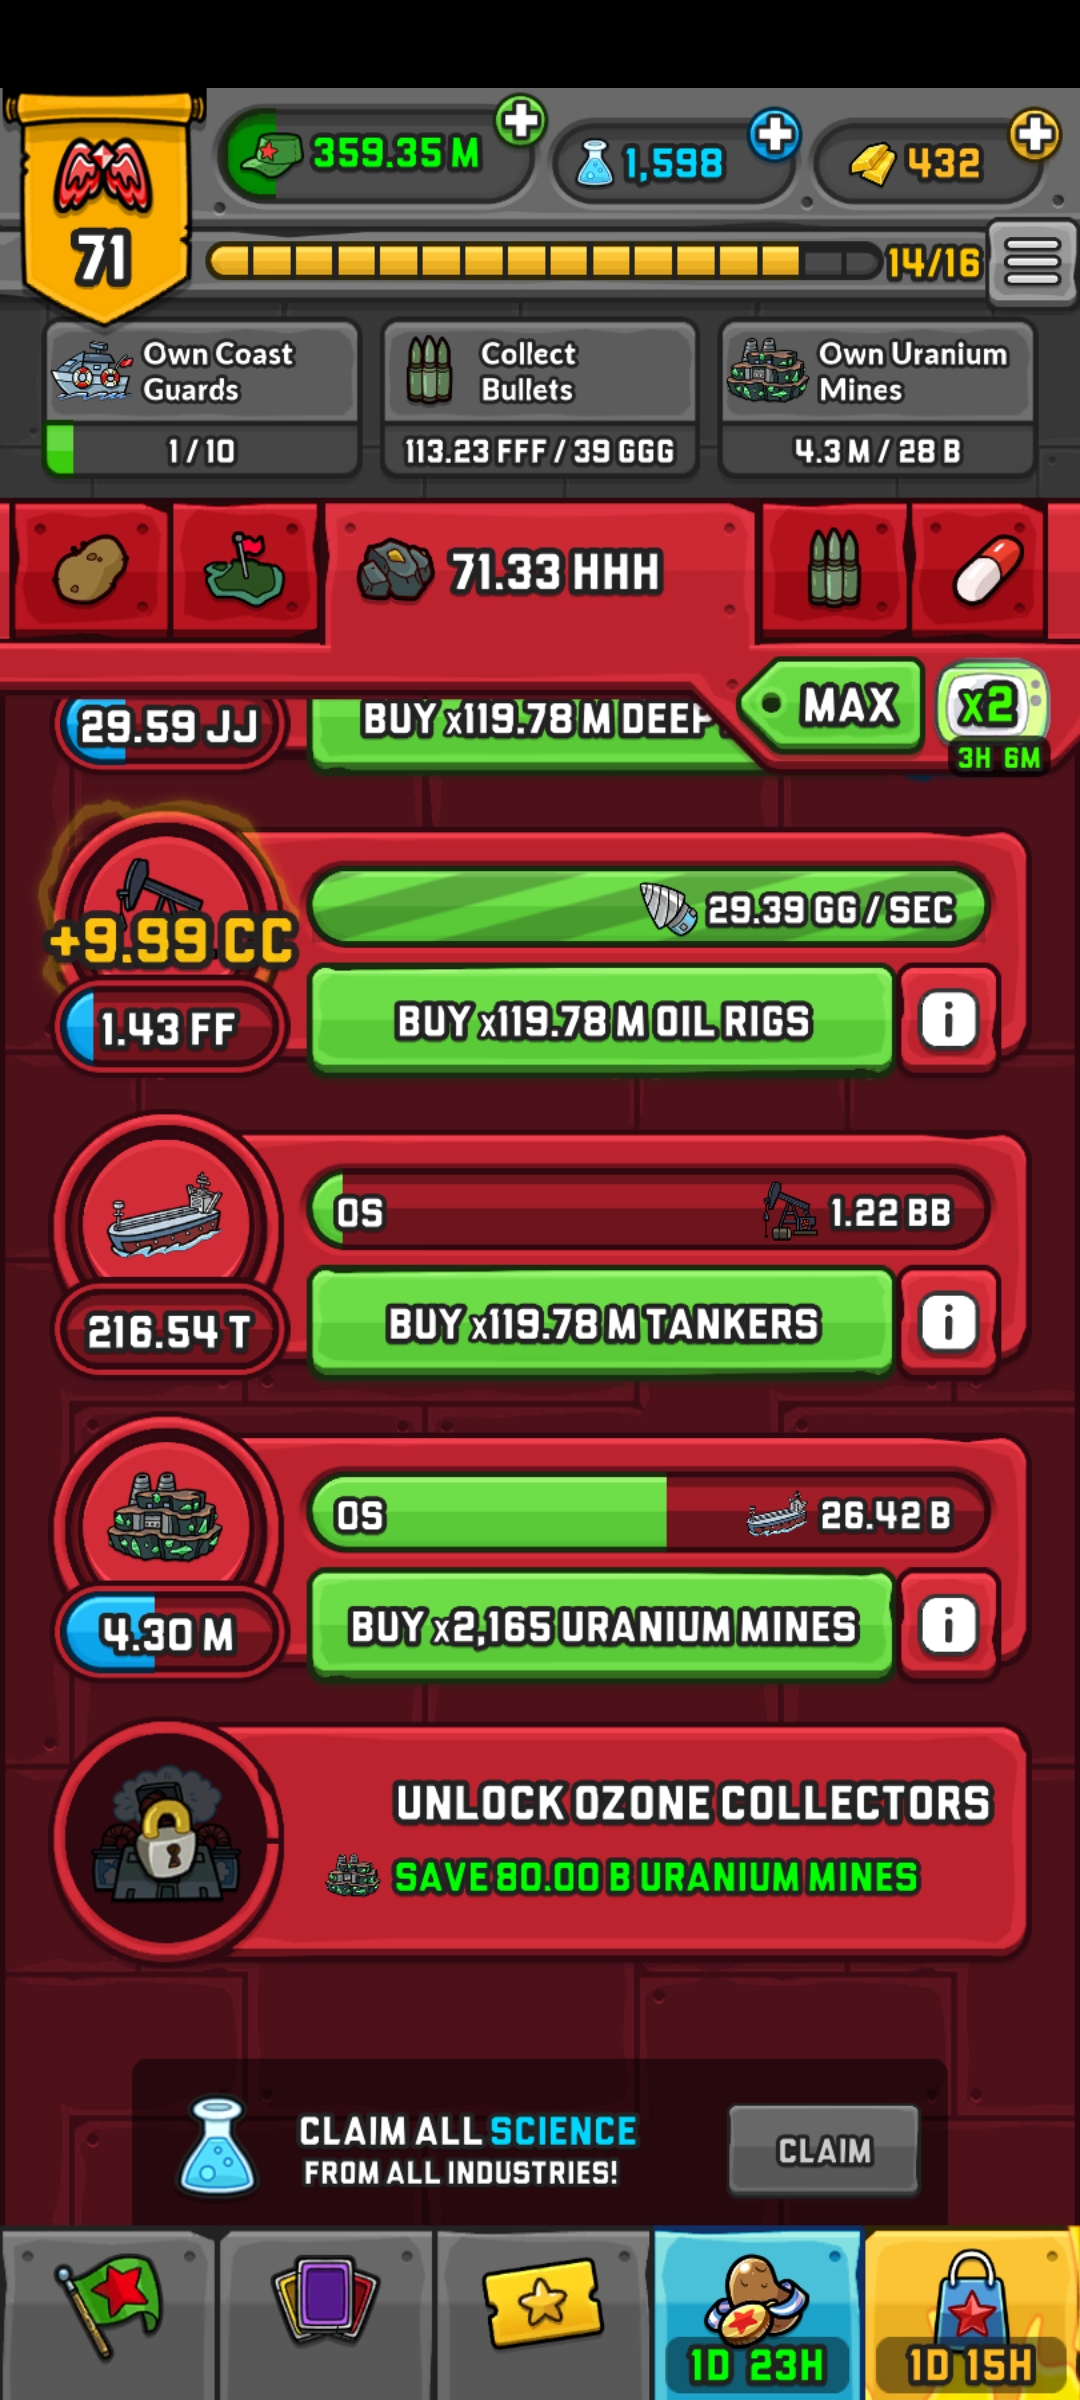 359.35 M
1,598
432
71
14/16
Own Coast
Guards
1 / 10
Collect
Bullets
113.23 FFF / 39 GGG
Own Uranium
Mines
4.3 M / 28 B
71.33 HHH
MAX
x2
3H 6M
29.59 JJ
BUY x119.78 M DEEP
29.39 GG / SEC
+9.99 CC
1.43 FF
BUY x119.78 M OIL RIGS
i
0S
1.22 BB
216.54 T
BUY x119.78 M TANKERS
i
0S
26.42 B
4.30 M
BUY x2,165 URANIUM MINES
i
UNLOCK OZONE COLLECTORS
SAVE 80.00 B URANIUM MINES
CLAIM ALL SCIENCE
FROM ALL INDUSTRIES!
CLAIM
1D 23H
1D 15H